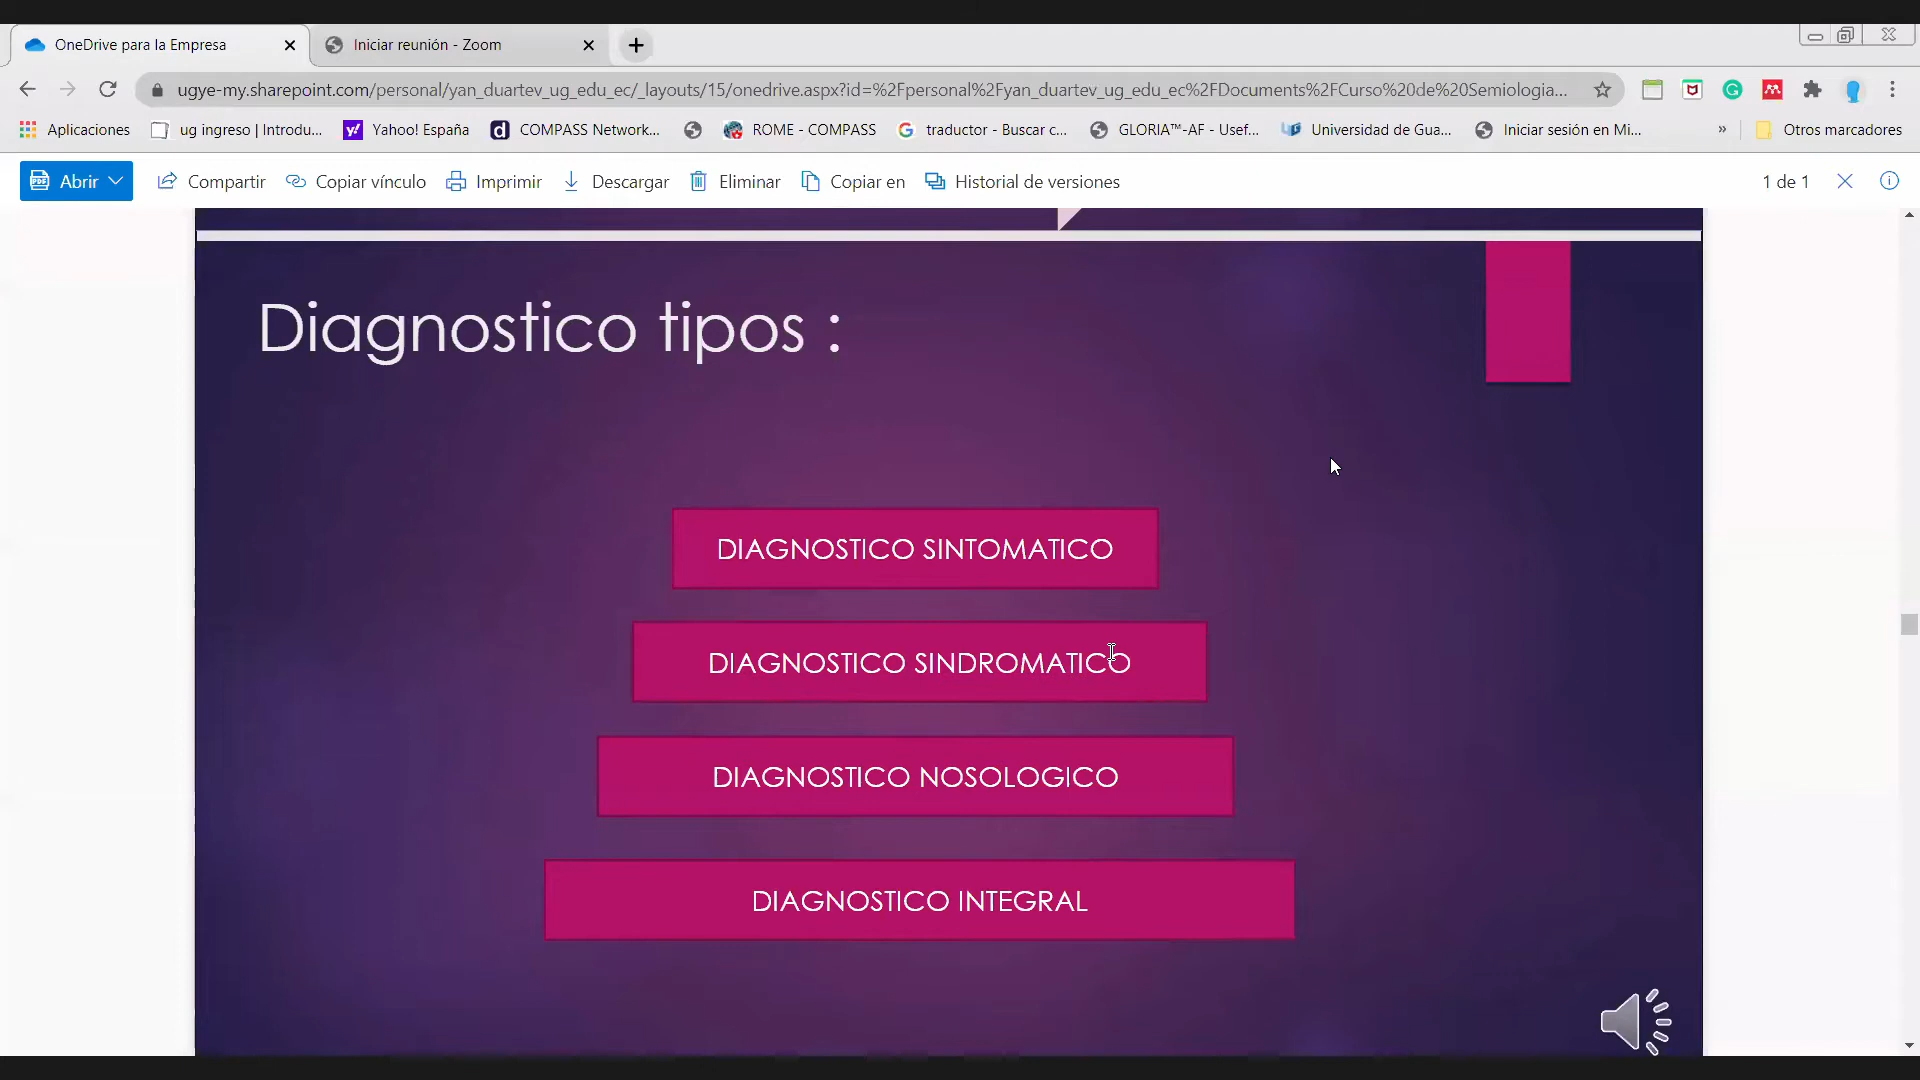 OneDrive para la Empresa
Iniciar reunión - Zoom
ugye-my.sharepoint.com/personal/yan_duartev_ug_edu_ec/_layouts/15/onedrive.aspx?id=%2Fpersonal%2Fyan_duartev_ug_edu_ec%2FDocuments%2FCurso%20de%20Semiologia...
Aplicaciones
ug ingreso | Introdu...
Yahoo! España
COMPASS Network...
ROME - COMPASS
traductor - Buscar c...
GLORIA™-AF - Usef...
Universidad de Gua...
Iniciar sesión en Mi...
»
Otros marcadores
Abrir
Compartir
Copiar vínculo
Imprimir
Descargar
Eliminar
Copiar en
Historial de versiones
1 de 1
Diagnostico tipos :
DIAGNOSTICO SINTOMATICO
DIAGNOSTICO SINDROMATICO
DIAGNOSTICO NOSOLOGICO
DIAGNOSTICO INTEGRAL